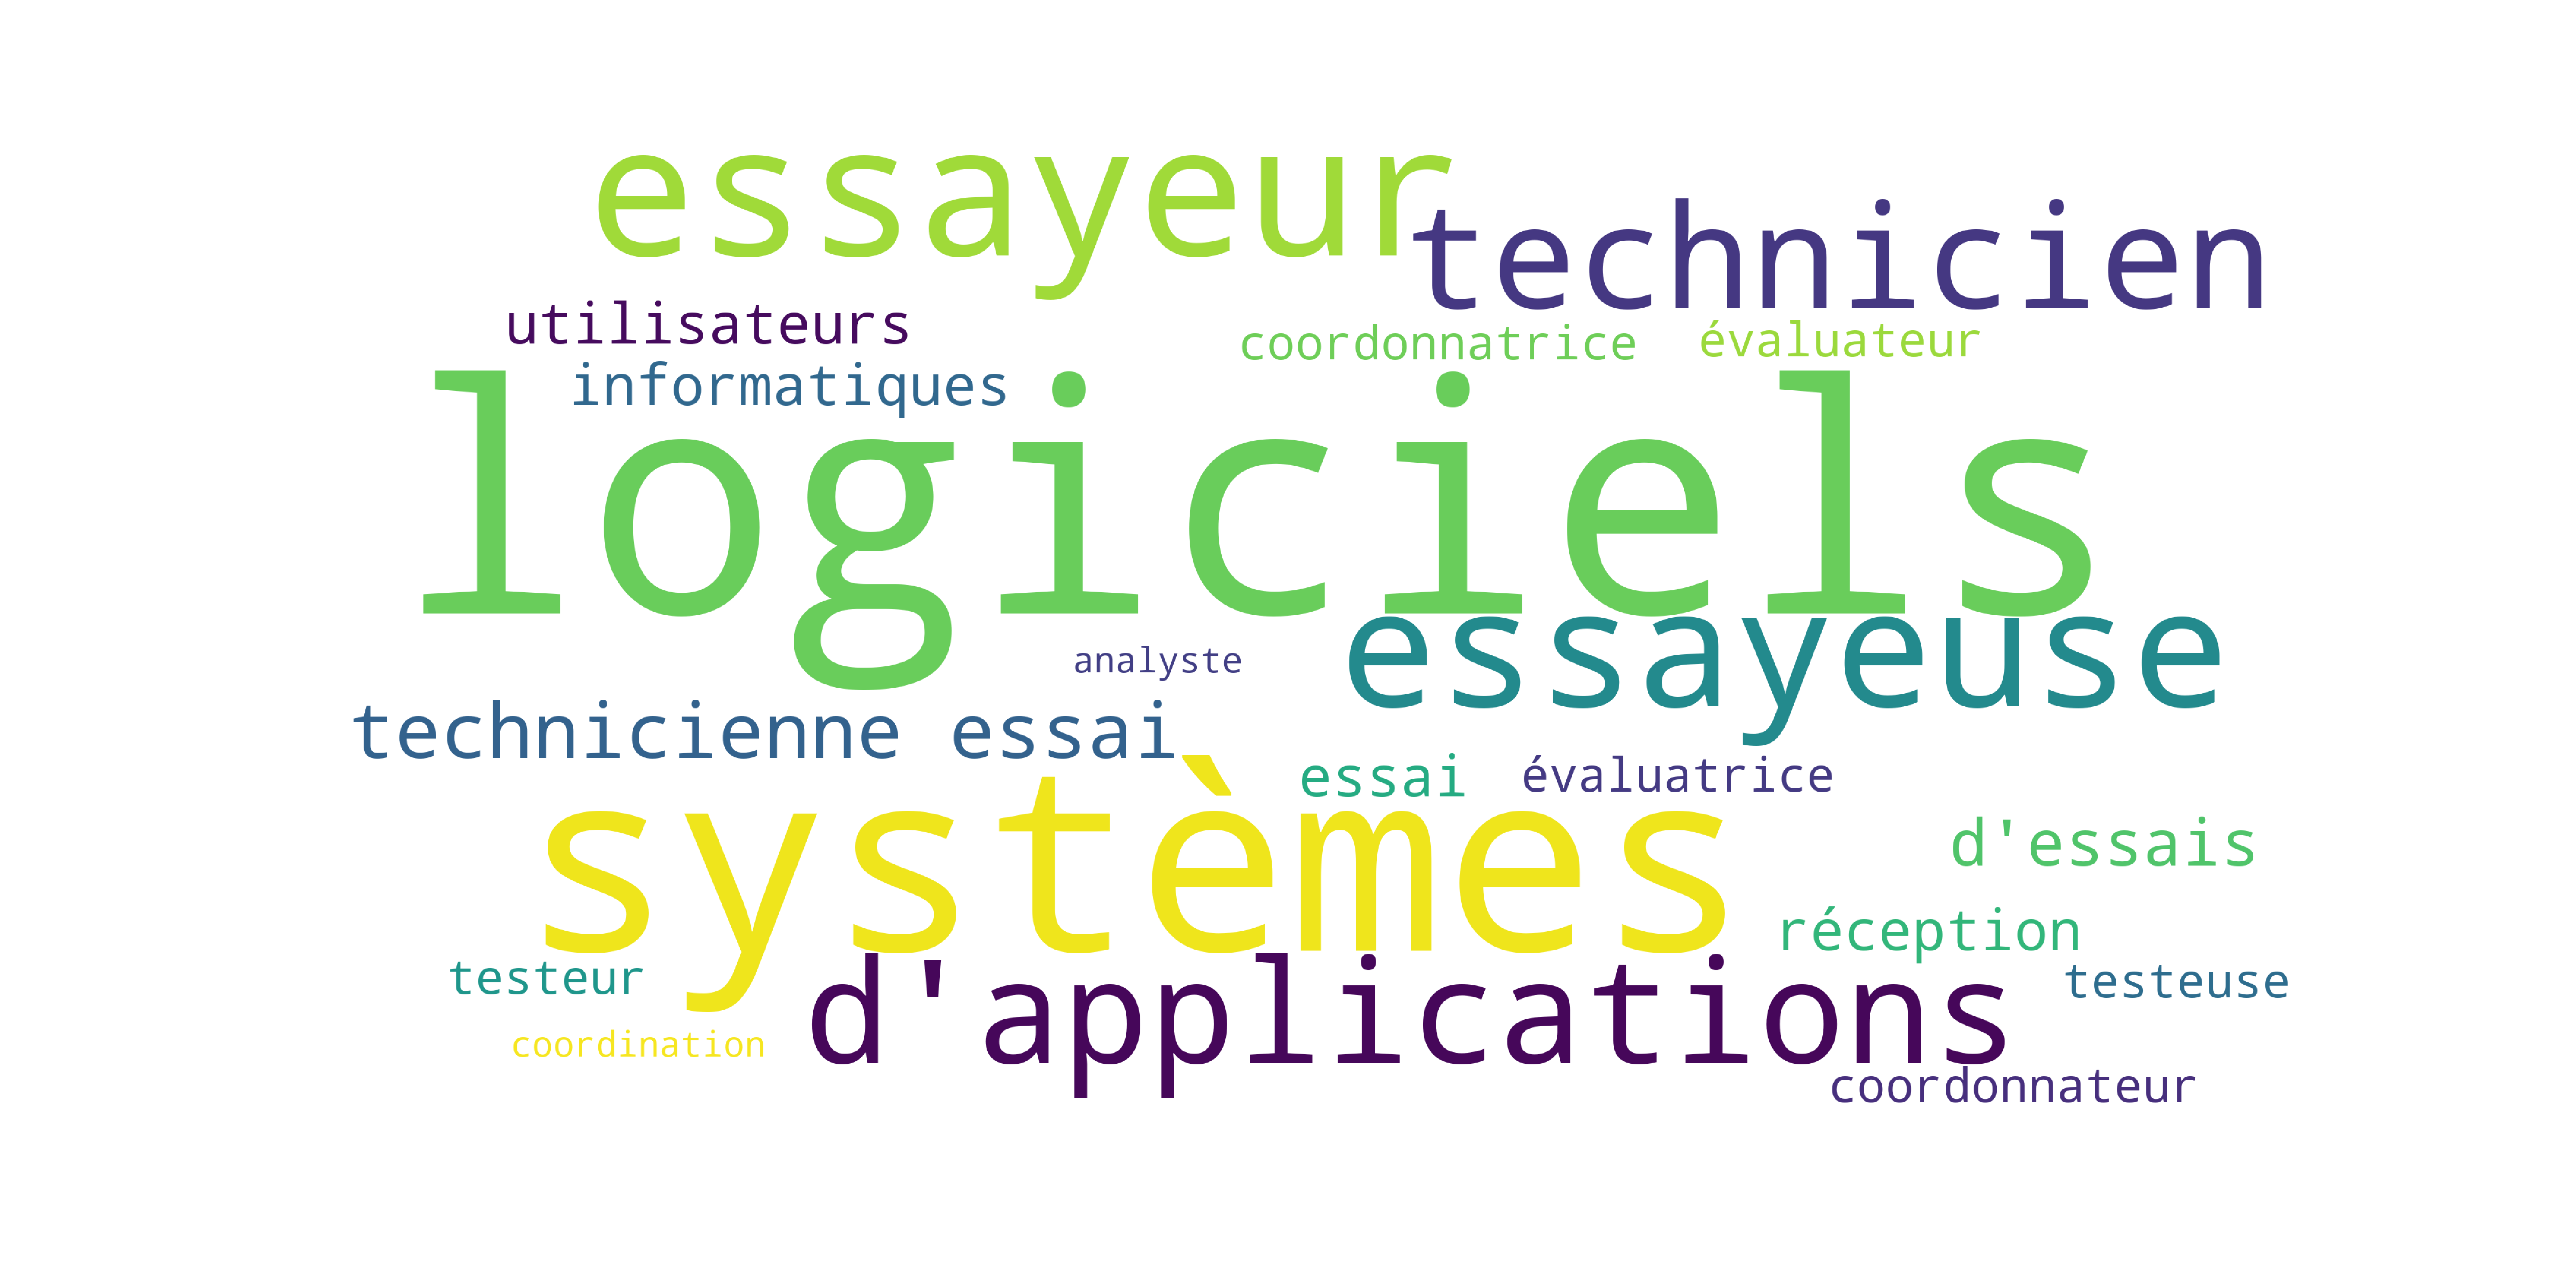 essayeur
technicien
utilisateurs
coordonnatrice
évaluateur
informatiques
logiciels
essayeuse
analyste
technicienne essai
essai
évaluatrice
systèmes
d'essais
réception
testeur
testeuse
d'applications
coordination
coordonnateur